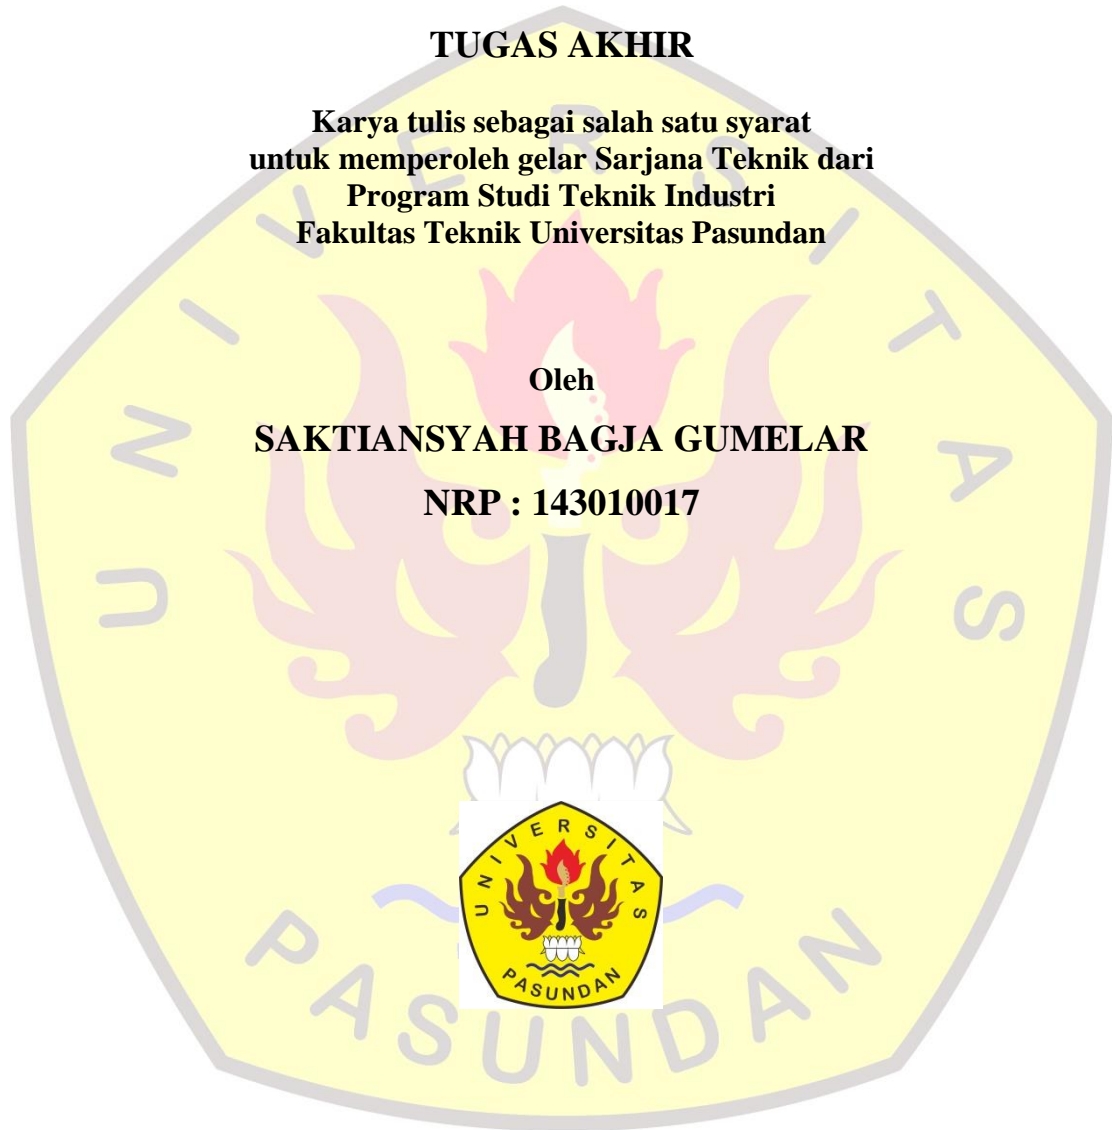 TUGAS AKHIR
Karya tulis sebagai salah satu syarat
untuk memperoleh gelar Sarjana Teknik dari
Program Studi Teknik Industri
Fakultas Teknik Universitas Pasundan
Oleh
SAKTIANSYAH BAGJA GUMELAR
NRP : 143010017
UNIVERSITAS
PASUNDAN
UNIVERSITAS
PASUNDAN